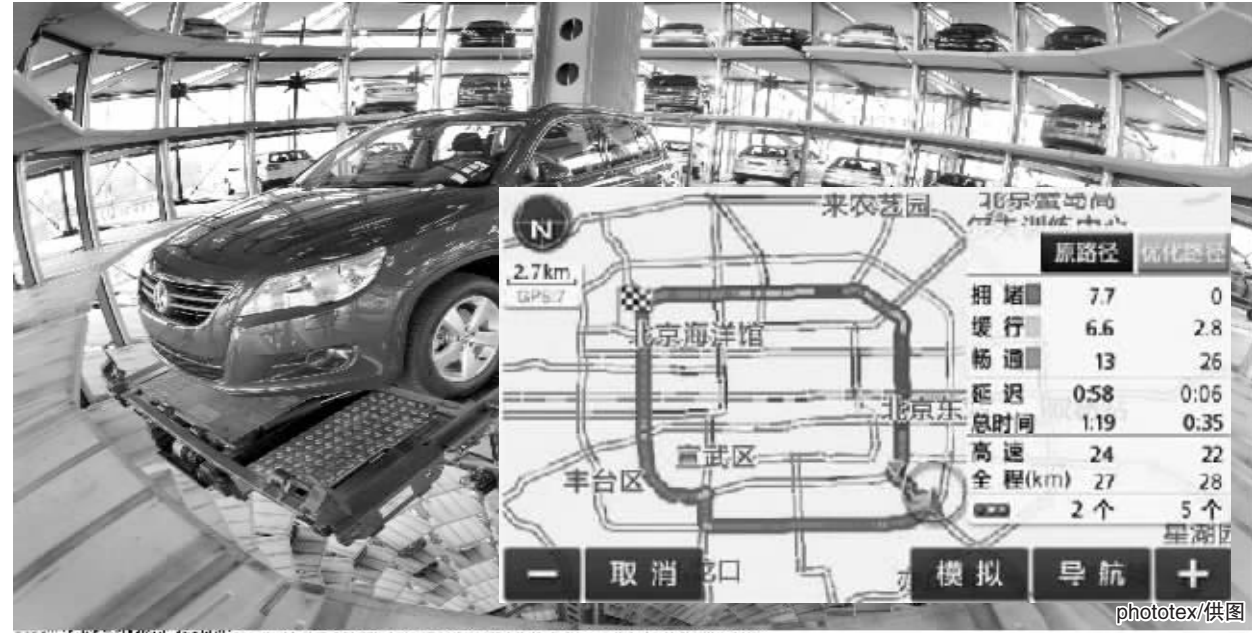 来农艺园
N
原路径 优化路径
2.7km
GPS:7
拥 堵 7.7 0
北京海洋馆
缓 行 6.6 2.8
畅 通 13 26
延 迟 0:58 0:06
北京东
总时间 1:19 0:35
宣武区
高 速 24 22
丰台区
全 程(km) 27 28
2 个 5 个
星湖园
− 取 消 模 拟 导 航 +
phototex/供图